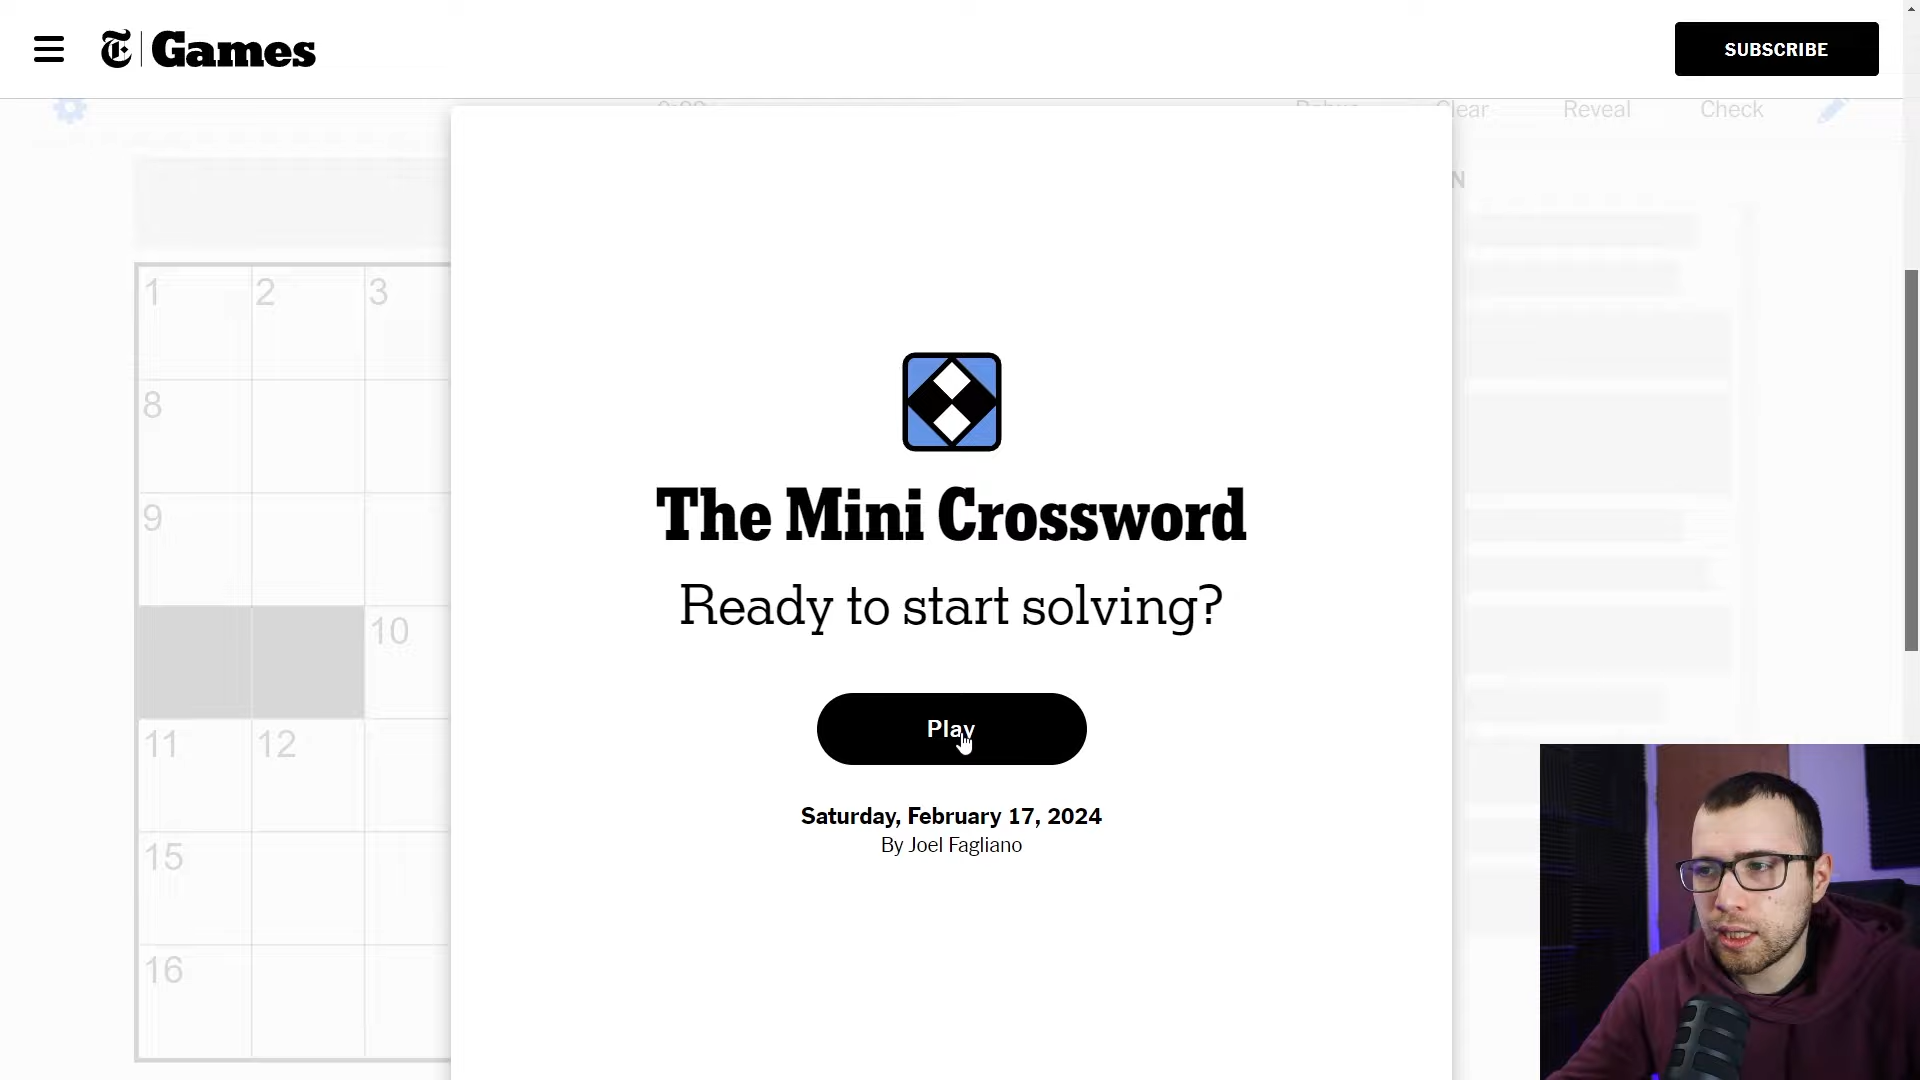 Games
SUBSCRIBE
Clear
Reveal
Check
1
2
3
8
9
10
11
12
15
16
The Mini Crossword
Ready to start solving?
Play
Saturday, February 17, 2024
By Joel Fagliano